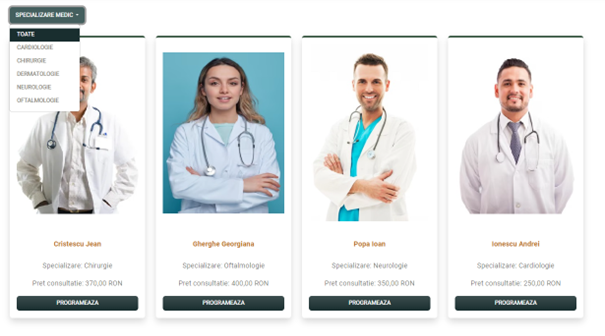 SPECIALIZARE MEDIC
TOATE
CARDIOLOGIE
CHIRURGIE
DERMATOLOGIE
NEUROLOGIE
OFTALMOLOGIE
Cristescu Jean
Specializare: Chirurgie
Pret consultatie: 370,00 RON
PROGRAMEAZA
Gherghe Georgiana
Specializare: Oftalmologie
Pret consultatie: 400,00 RON
PROGRAMEAZA
Popa Ioan
Specializare: Neurologie
Pret consultatie: 350,00 RON
PROGRAMEAZA
Ionescu Andrei
Specializare: Cardiologie
Pret consultatie: 250,00 RON
PROGRAMEAZA